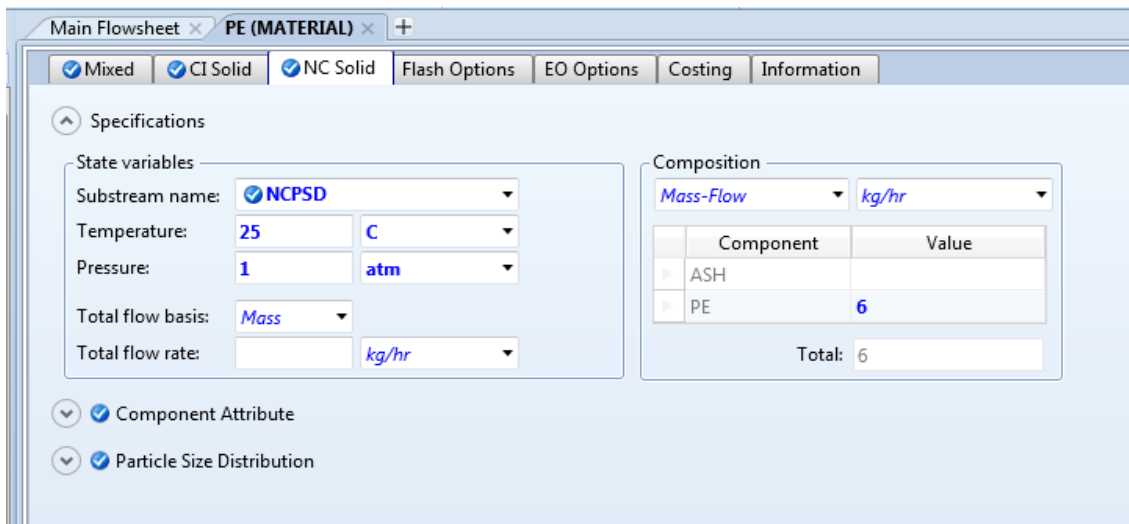 Main Flowsheet × PE (MATERIAL) × +
Mixed CI Solid NC Solid Flash Options EO Options Costing Information
Specifications
State variables
Substream name: NCPSD
Temperature: 25 C
Pressure: 1 atm
Total flow basis: Mass
Total flow rate: kg/hr
Composition
Mass-Flow kg/hr
Component Value
ASH
PE 6
Total: 6
Component Attribute
Particle Size Distribution